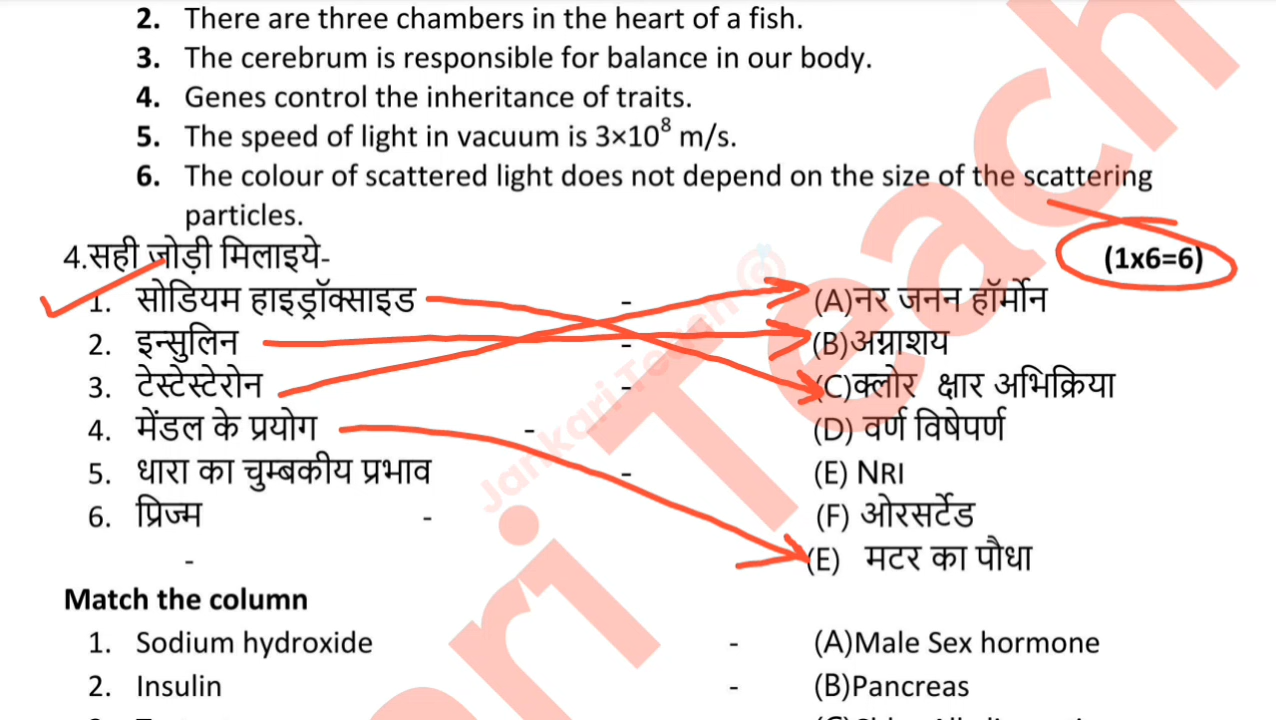 2. There are three chambers in the heart of a fish.
3. The cerebrum is responsible for balance in our body.
4. Genes control the inheritance of traits.
5. The speed of light in vacuum is 3×10⁸ m/s.
6. The colour of scattered light does not depend on the size of the scattering
particles.
4.सही जोड़ी मिलाइये-
(1x6=6)
1. सोडियम हाइड्रॉक्साइड - (A)नर जनन हॉर्मोन
2. इन्सुलिन - (B)अग्नाशय
3. टेस्टेस्टेरोन - (C)क्लोर क्षार अभिक्रिया
4. मेंडल के प्रयोग - (D) वर्ण विषेपर्ण
5. धारा का चुम्बकीय प्रभाव - (E) NRI
6. प्रिज्म - (F) ओरसर्टेड
- (E) मटर का पौधा
Match the column
1. Sodium hydroxide - (A)Male Sex hormone
2. Insulin - (B)Pancreas
Jankari Teach